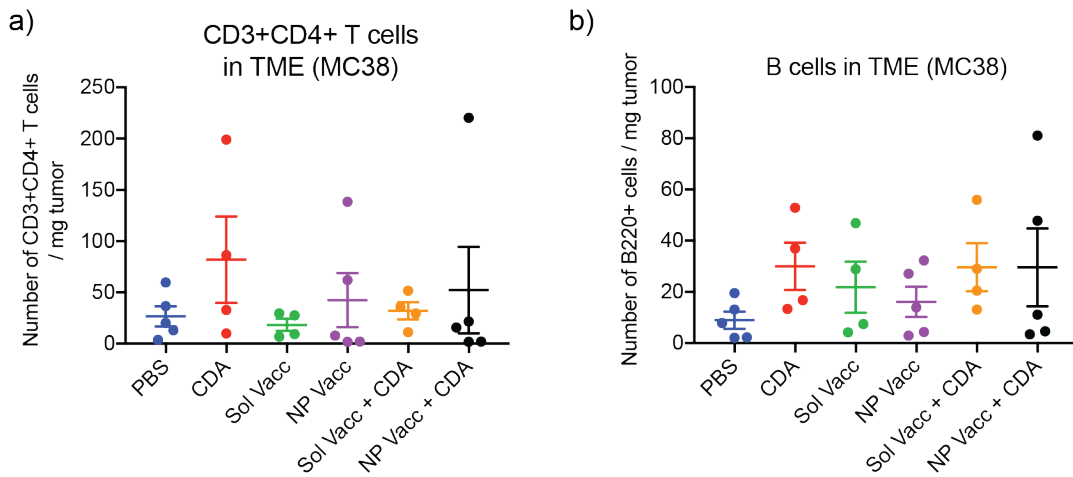 a)
CD3+CD4+ T cells
in TME (MC38)
Number of CD3+CD4+ T cells
/ mg tumor
250
200
150
100
50
0
PBS
CDA
Sol Vacc
NP Vacc
Sol Vacc + CDA
NP Vacc + CDA
b)
B cells in TME (MC38)
Number of B220+ cells / mg tumor
100
80
60
40
20
0
PBS
CDA
Sol Vacc
NP Vacc
Sol Vacc + CDA
NP Vacc + CDA